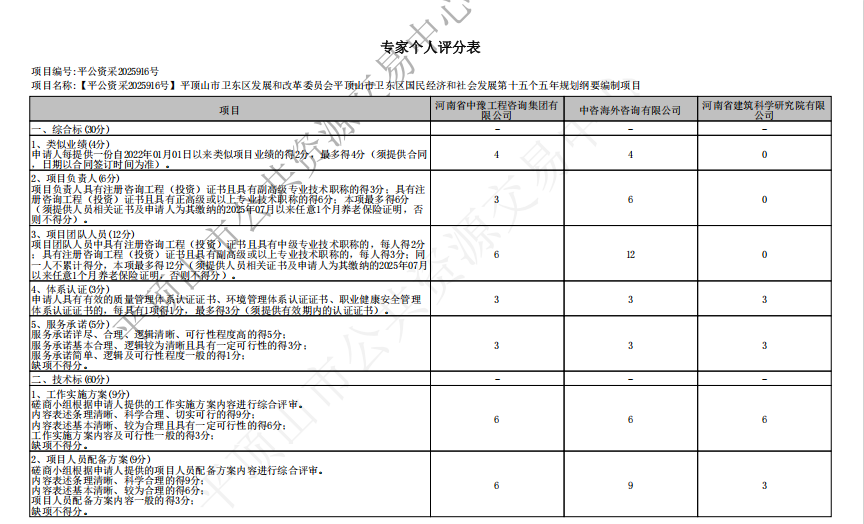 专家个人评分表
项目编号:平公资采2025916号
项目名称:【平公资采2025916号】平顶山市卫东区发展和改革委员会平顶山市卫东区国民经济和社会发展第十五个五年规划纲要编制项目
项目 河南省中豫工程咨询集团有限公司 中咨海外咨询有限公司 河南省建筑科学研究院有限公司
一、综合标(30分) — — —
1、类似业绩(4分)
申请人每提供一份自2022年01月01日以来类似项目业绩的得2分，最多得4分（须提供合同
，日期以合同签订时间为准）。
4 4 0
2、项目负责人(6分)
项目负责人具有注册咨询工程（投资）证书且具有副高级专业技术职称的得3分；具有注
册咨询工程（投资）证书且具有正高级或以上专业技术职称的得6分；本项最多得6分
（须提供人员相关证书及申请人为其缴纳的2025年07月以来任意1个月养老保险证明，否
则不得分）。
3 6 0
3、项目团队人员(12分)
项目团队人员中具有注册咨询工程（投资）证书且具有中级专业技术职称的，每人得2分
；具有注册咨询工程（投资）证书且具有副高级或以上专业技术职称的，每人得3分；同
一人不累计得分，本项最多得12分（须提供人员相关证书及申请人为其缴纳的2025年07月
以来任意1个月养老保险证明，否则不得分）。
6 12 0
4、体系认证(3分)
申请人具有有效的质量管理体系认证证书、环境管理体系认证证书、职业健康安全管理
体系认证证书的，每具有1项得1分，最多得3分（须提供有效期内的认证证书）。
3 3 3
5、服务承诺(5分)
服务承诺详尽、合理、逻辑清晰、可行性程度高的得5分；
服务承诺基本合理、逻辑较为清晰且具有一定可行性的得3分；
服务承诺简单、逻辑及可行性程度一般的得1分；
缺项不得分。
3 3 3
二、技术标(60分) — — —
1、工作实施方案(9分)
磋商小组根据申请人提供的工作实施方案内容进行综合评审。
内容表述条理清晰、科学合理、切实可行的得9分；
内容表述基本清晰、较为合理且具有一定可行性的得6分；
工作实施方案内容及可行性一般的得3分；
缺项不得分。
6 6 6
2、项目人员配备方案(9分)
磋商小组根据申请人提供的项目人员配备方案内容进行综合评审。
内容表述条理清晰、科学合理的得9分；
内容表述基本清晰、较为合理的得6分；
项目人员配备方案内容一般的得3分；
缺项不得分。
6 9 3
平顶山市公共资源交易中心
平顶山市公共资源交易中